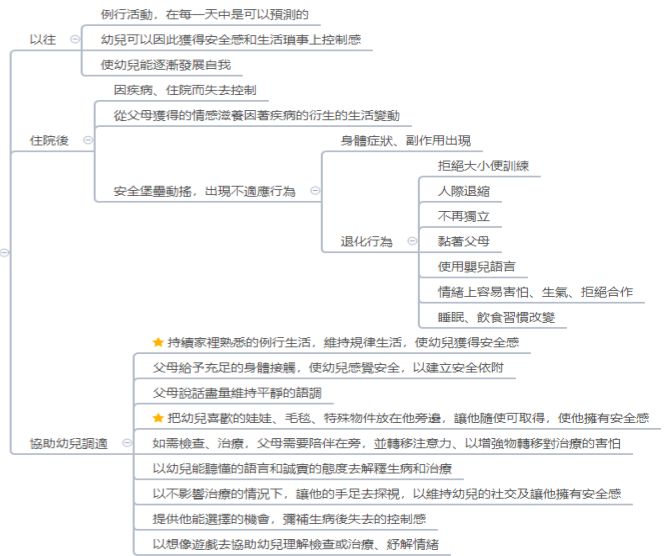 以往
例行活動，在每一天中是可以預測的
幼兒可以因此獲得安全感和生活瑣事上控制感
使幼兒能逐漸發展自我
住院後
因疾病、住院而失去控制
從父母獲得的情感滋養因著疾病的衍生的生活變動
安全堡壘動搖，出現不適應行為
身體症狀、副作用出現
退化行為
拒絕大小便訓練
人際退縮
不再獨立
黏著父母
使用嬰兒語言
情緒上容易害怕、生氣、拒絕合作
睡眠、飲食習慣改變
協助幼兒調適
持續家裡熟悉的例行生活，維持規律生活，使幼兒獲得安全感
父母給予充足的身體接觸，使幼兒感覺安全，以建立安全依附
父母說話盡量維持平靜的語調
把幼兒喜歡的娃娃、毛毯、特殊物件放在他旁邊，讓他隨使可取得，使他擁有安全感
如需檢查、治療，父母需要陪伴在旁，並轉移注意力、以增強物轉移對治療的害怕
以幼兒能聽懂的語言和誠實的態度去解釋生病和治療
以不影響治療的情況下，讓他的手足去探視，以維持幼兒的社交及讓他擁有安全感
提供他能選擇的機會，彌補生病後失去的控制感
以想像遊戲去協助幼兒理解檢查或治療、紓解情緒